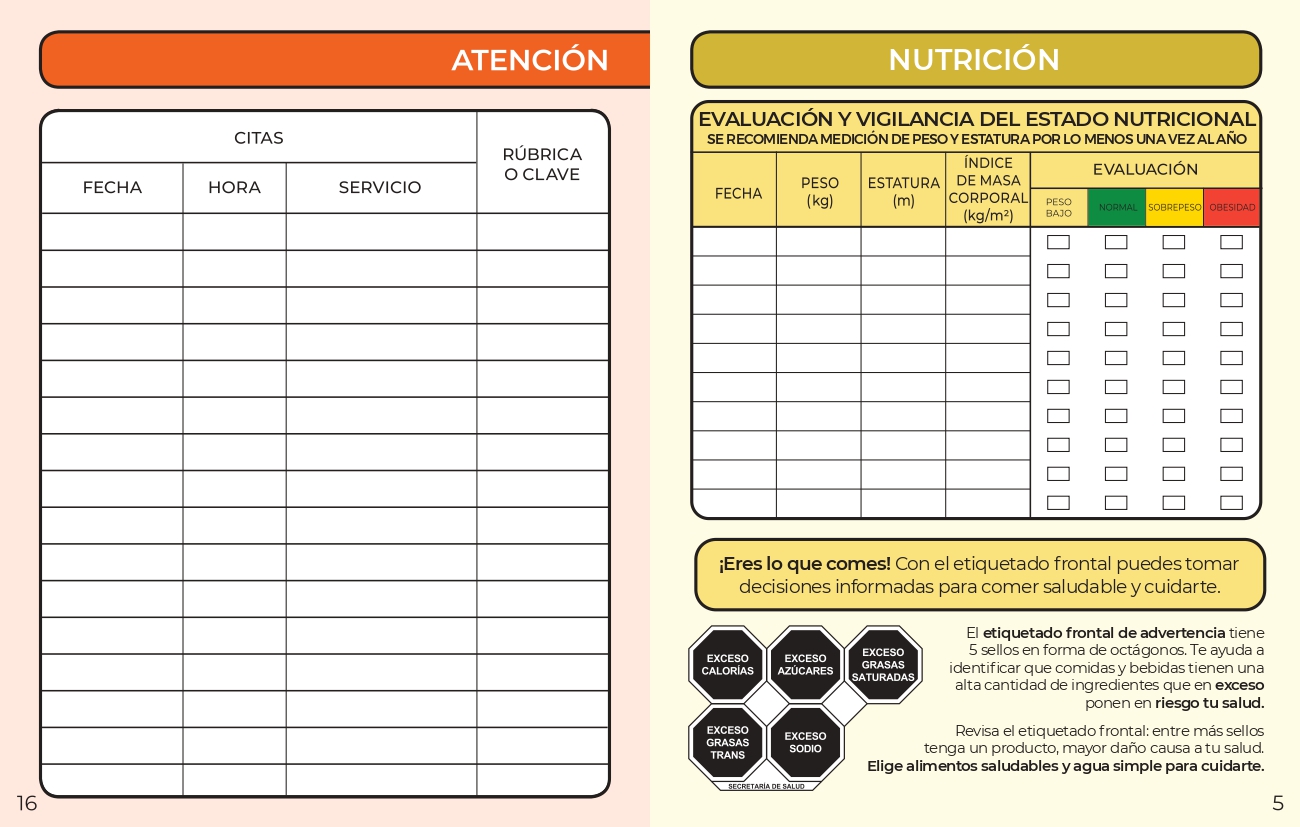 ATENCIÓN
CITAS
RÚBRICA
O CLAVE
FECHA HORA SERVICIO
16
NUTRICIÓN
EVALUACIÓN Y VIGILANCIA DEL ESTADO NUTRICIONAL
SE RECOMIENDA MEDICIÓN DE PESO Y ESTATURA POR LO MENOS UNA VEZ AL AÑO
FECHA
PESO
(kg)
ESTATURA
(m)
ÍNDICE
DE MASA
CORPORAL
(kg/m²)
EVALUACIÓN
PESO
BAJO
NORMAL
SOBREPESO
OBESIDAD
¡Eres lo que comes! Con el etiquetado frontal puedes tomar
decisiones informadas para comer saludable y cuidarte.
EXCESO
CALORÍAS
EXCESO
AZÚCARES
EXCESO
GRASAS
SATURADAS
EXCESO
GRASAS
TRANS
EXCESO
SODIO
SECRETARÍA DE SALUD
El etiquetado frontal de advertencia tiene
5 sellos en forma de octágonos. Te ayuda a
identificar que comidas y bebidas tienen una
alta cantidad de ingredientes que en exceso
ponen en riesgo tu salud.
Revisa el etiquetado frontal: entre más sellos
tenga un producto, mayor daño causa a tu salud.
Elige alimentos saludables y agua simple para cuidarte.
5